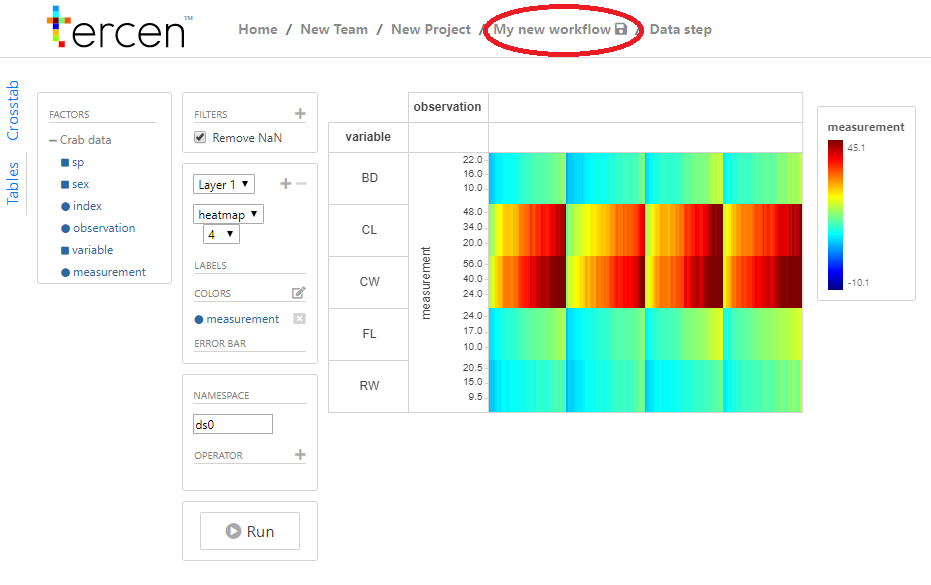 tercen™
Home / New Team / New Project / My new workflow / Data step
Crosstab
Tables
FACTORS
Crab data
sp
sex
index
observation
variable
measurement
FILTERS
Remove NaN
Layer 1
heatmap
4
LABELS
COLORS
measurement
ERROR BAR
NAMESPACE
ds0
OPERATOR
Run
observation
variable
measurement
BD
22.0
16.0
10.0
CL
48.0
34.0
20.0
CW
56.0
40.0
24.0
FL
24.0
17.0
10.0
RW
20.5
15.0
9.5
measurement
45.1
-10.1